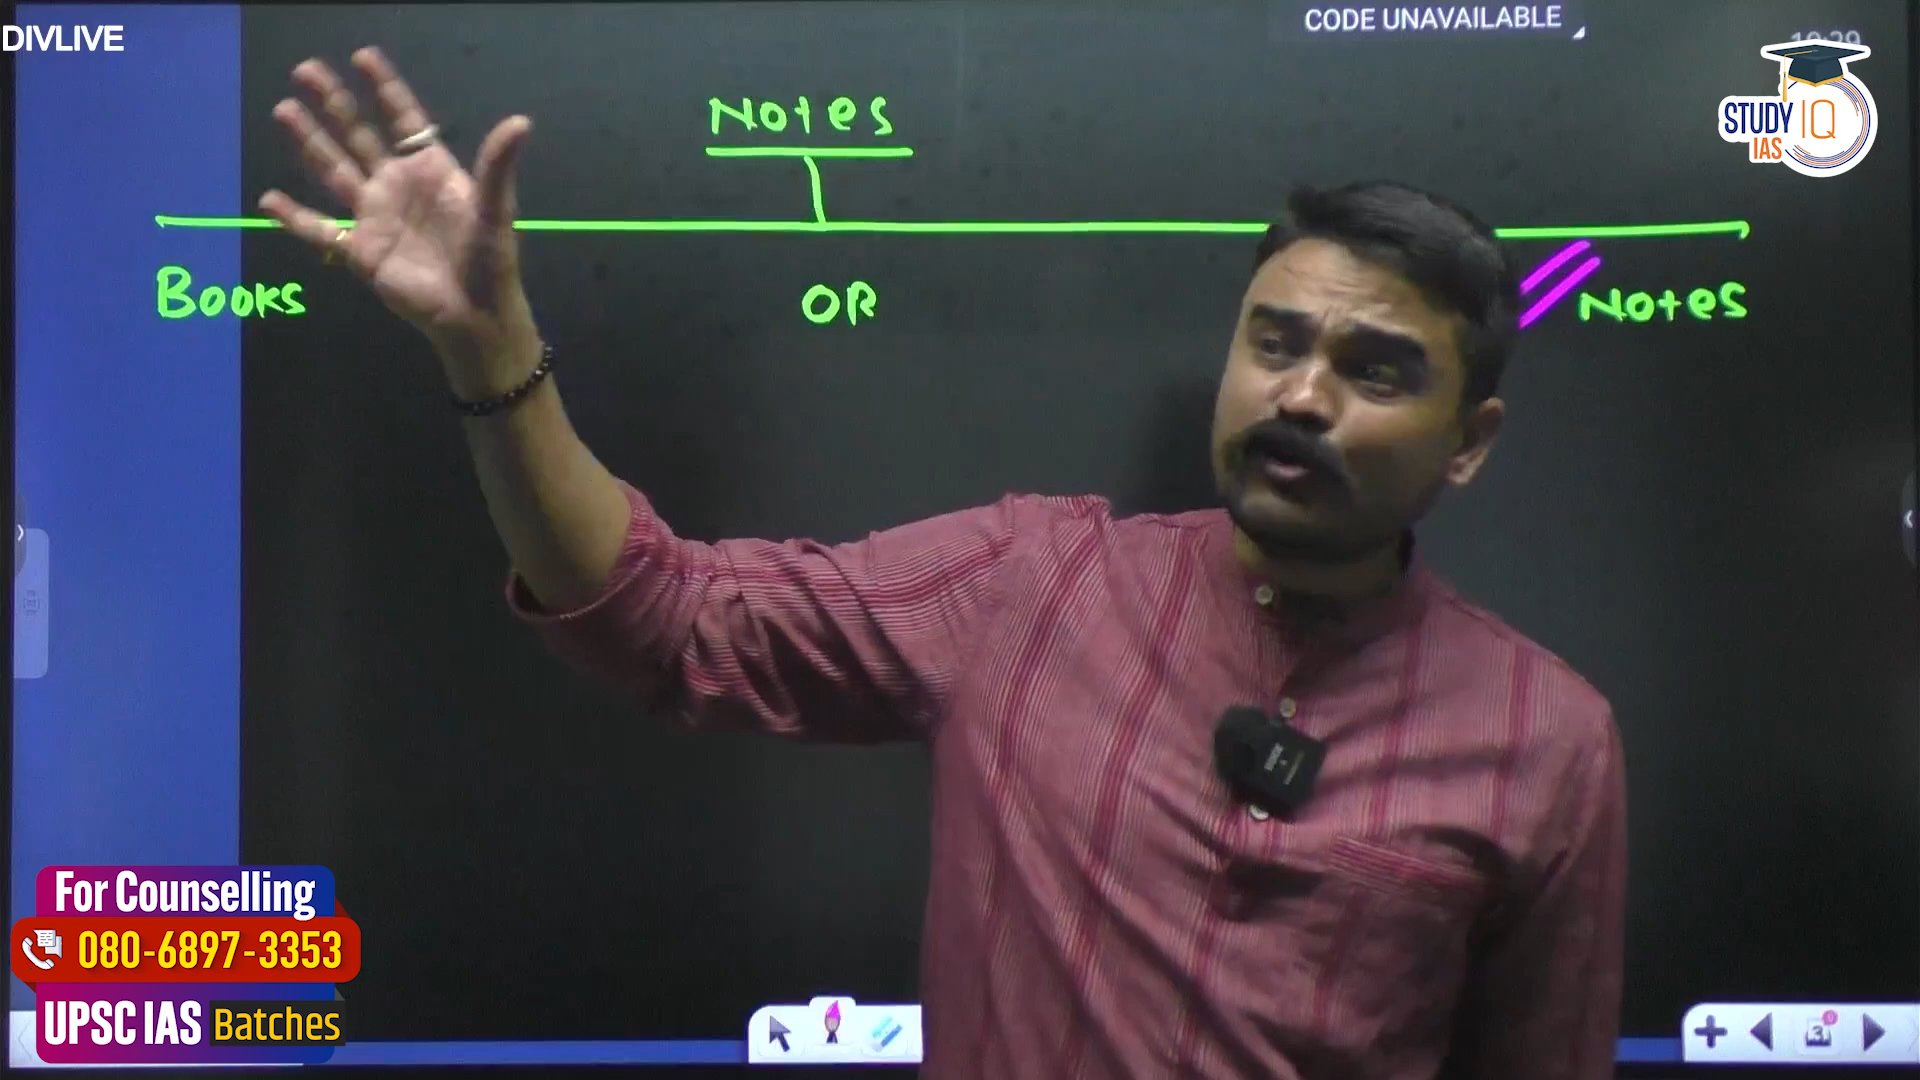 DIVLIVE
CODE UNAVAILABLE
STUDY IQ
IAS
Notes
Books
OR
Notes
For Counselling
080-6897-3353
UPSC IAS Batches